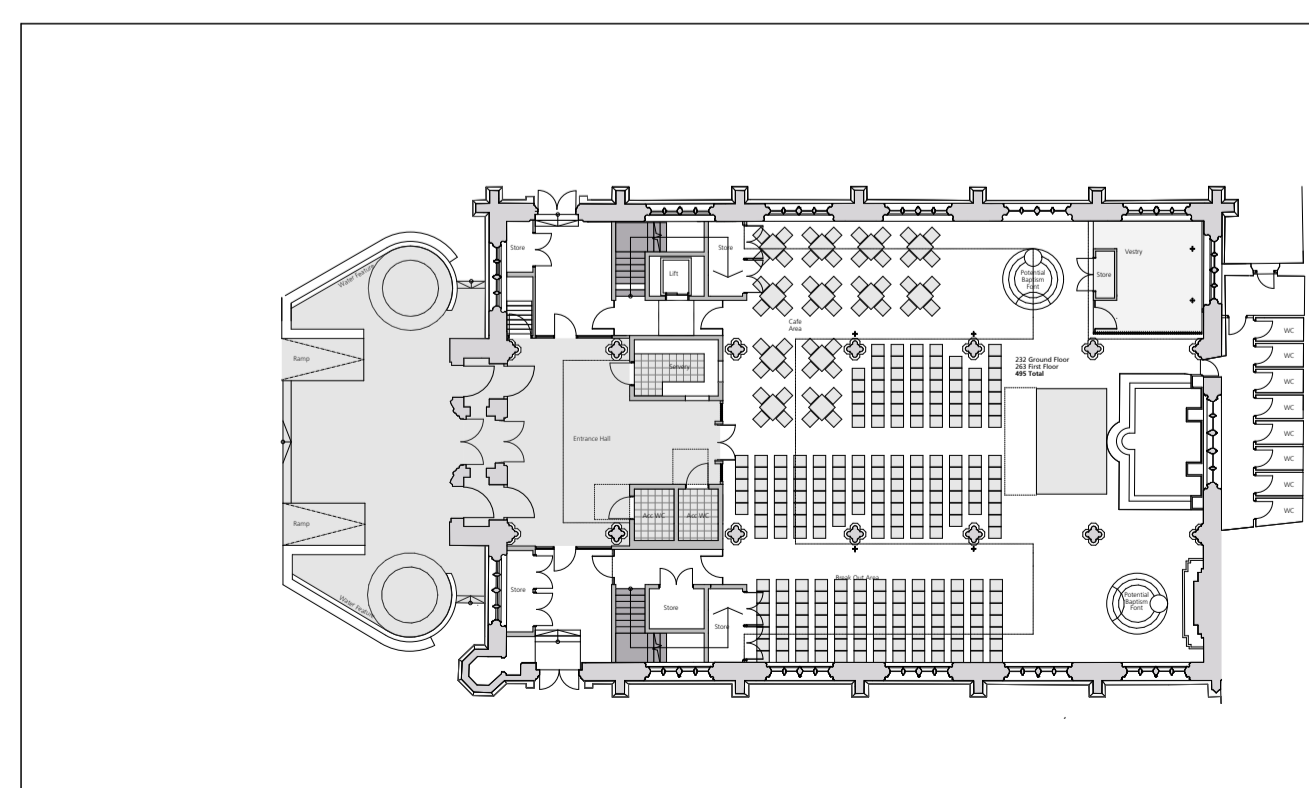 Store
Store
Lift
Vestry
Store
Potential
Baptism
Font
Water Feature
Cafe
Area
WC
WC
WC
WC
WC
WC
WC
WC
Ramp
232 Ground Floor
263 First Floor
495 Total
Servery
Entrance Hall
Acc WC
Acc WC
Ramp
Break Out Area
Store
Store
Store
Potential
Baptism
Font
Water Feature